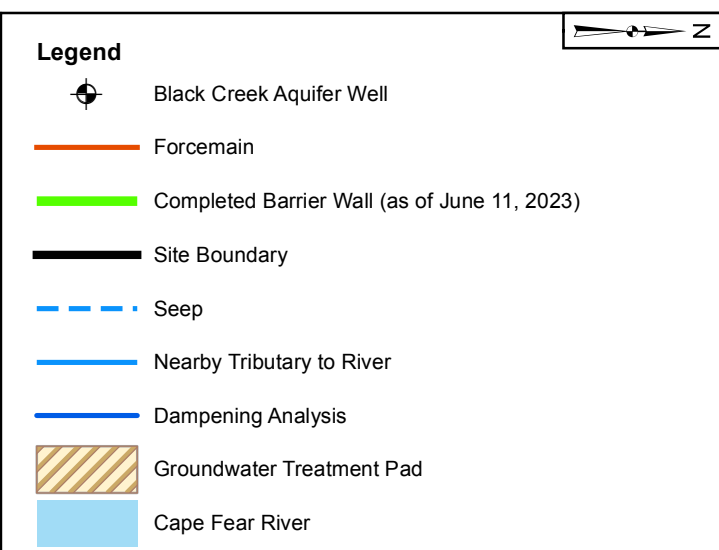 Legend
N
Black Creek Aquifer Well
Forcemain
Completed Barrier Wall (as of June 11, 2023)
Site Boundary
Seep
Nearby Tributary to River
Dampening Analysis
Groundwater Treatment Pad
Cape Fear River